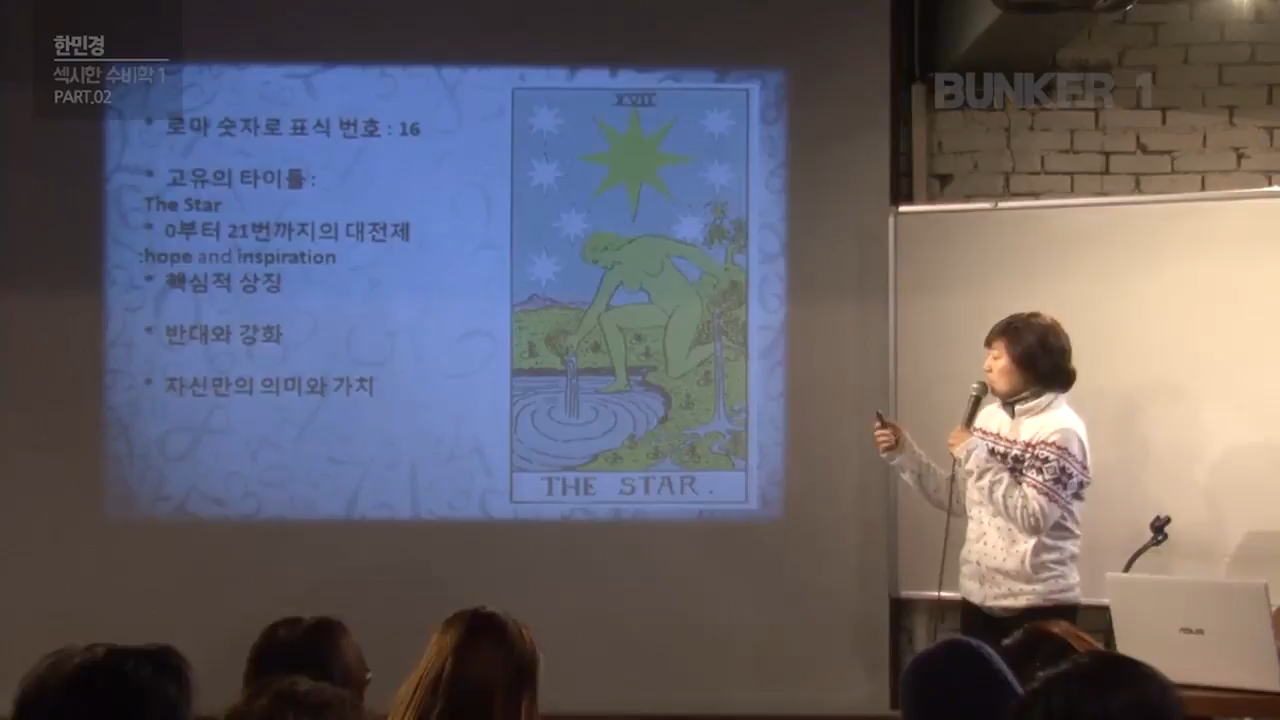 한민경
섹시한 수비학 1
PART.02
BUNKER 1
* 로마 숫자로 표식 번호 : 16
* 고유의 타이틀 :
The Star
* 0부터 21번까지의 대전제
:hope and inspiration
* 핵심적 상징
* 반대와 강화
* 자신만의 의미와 가치
XVII
THE STAR.
ASUS